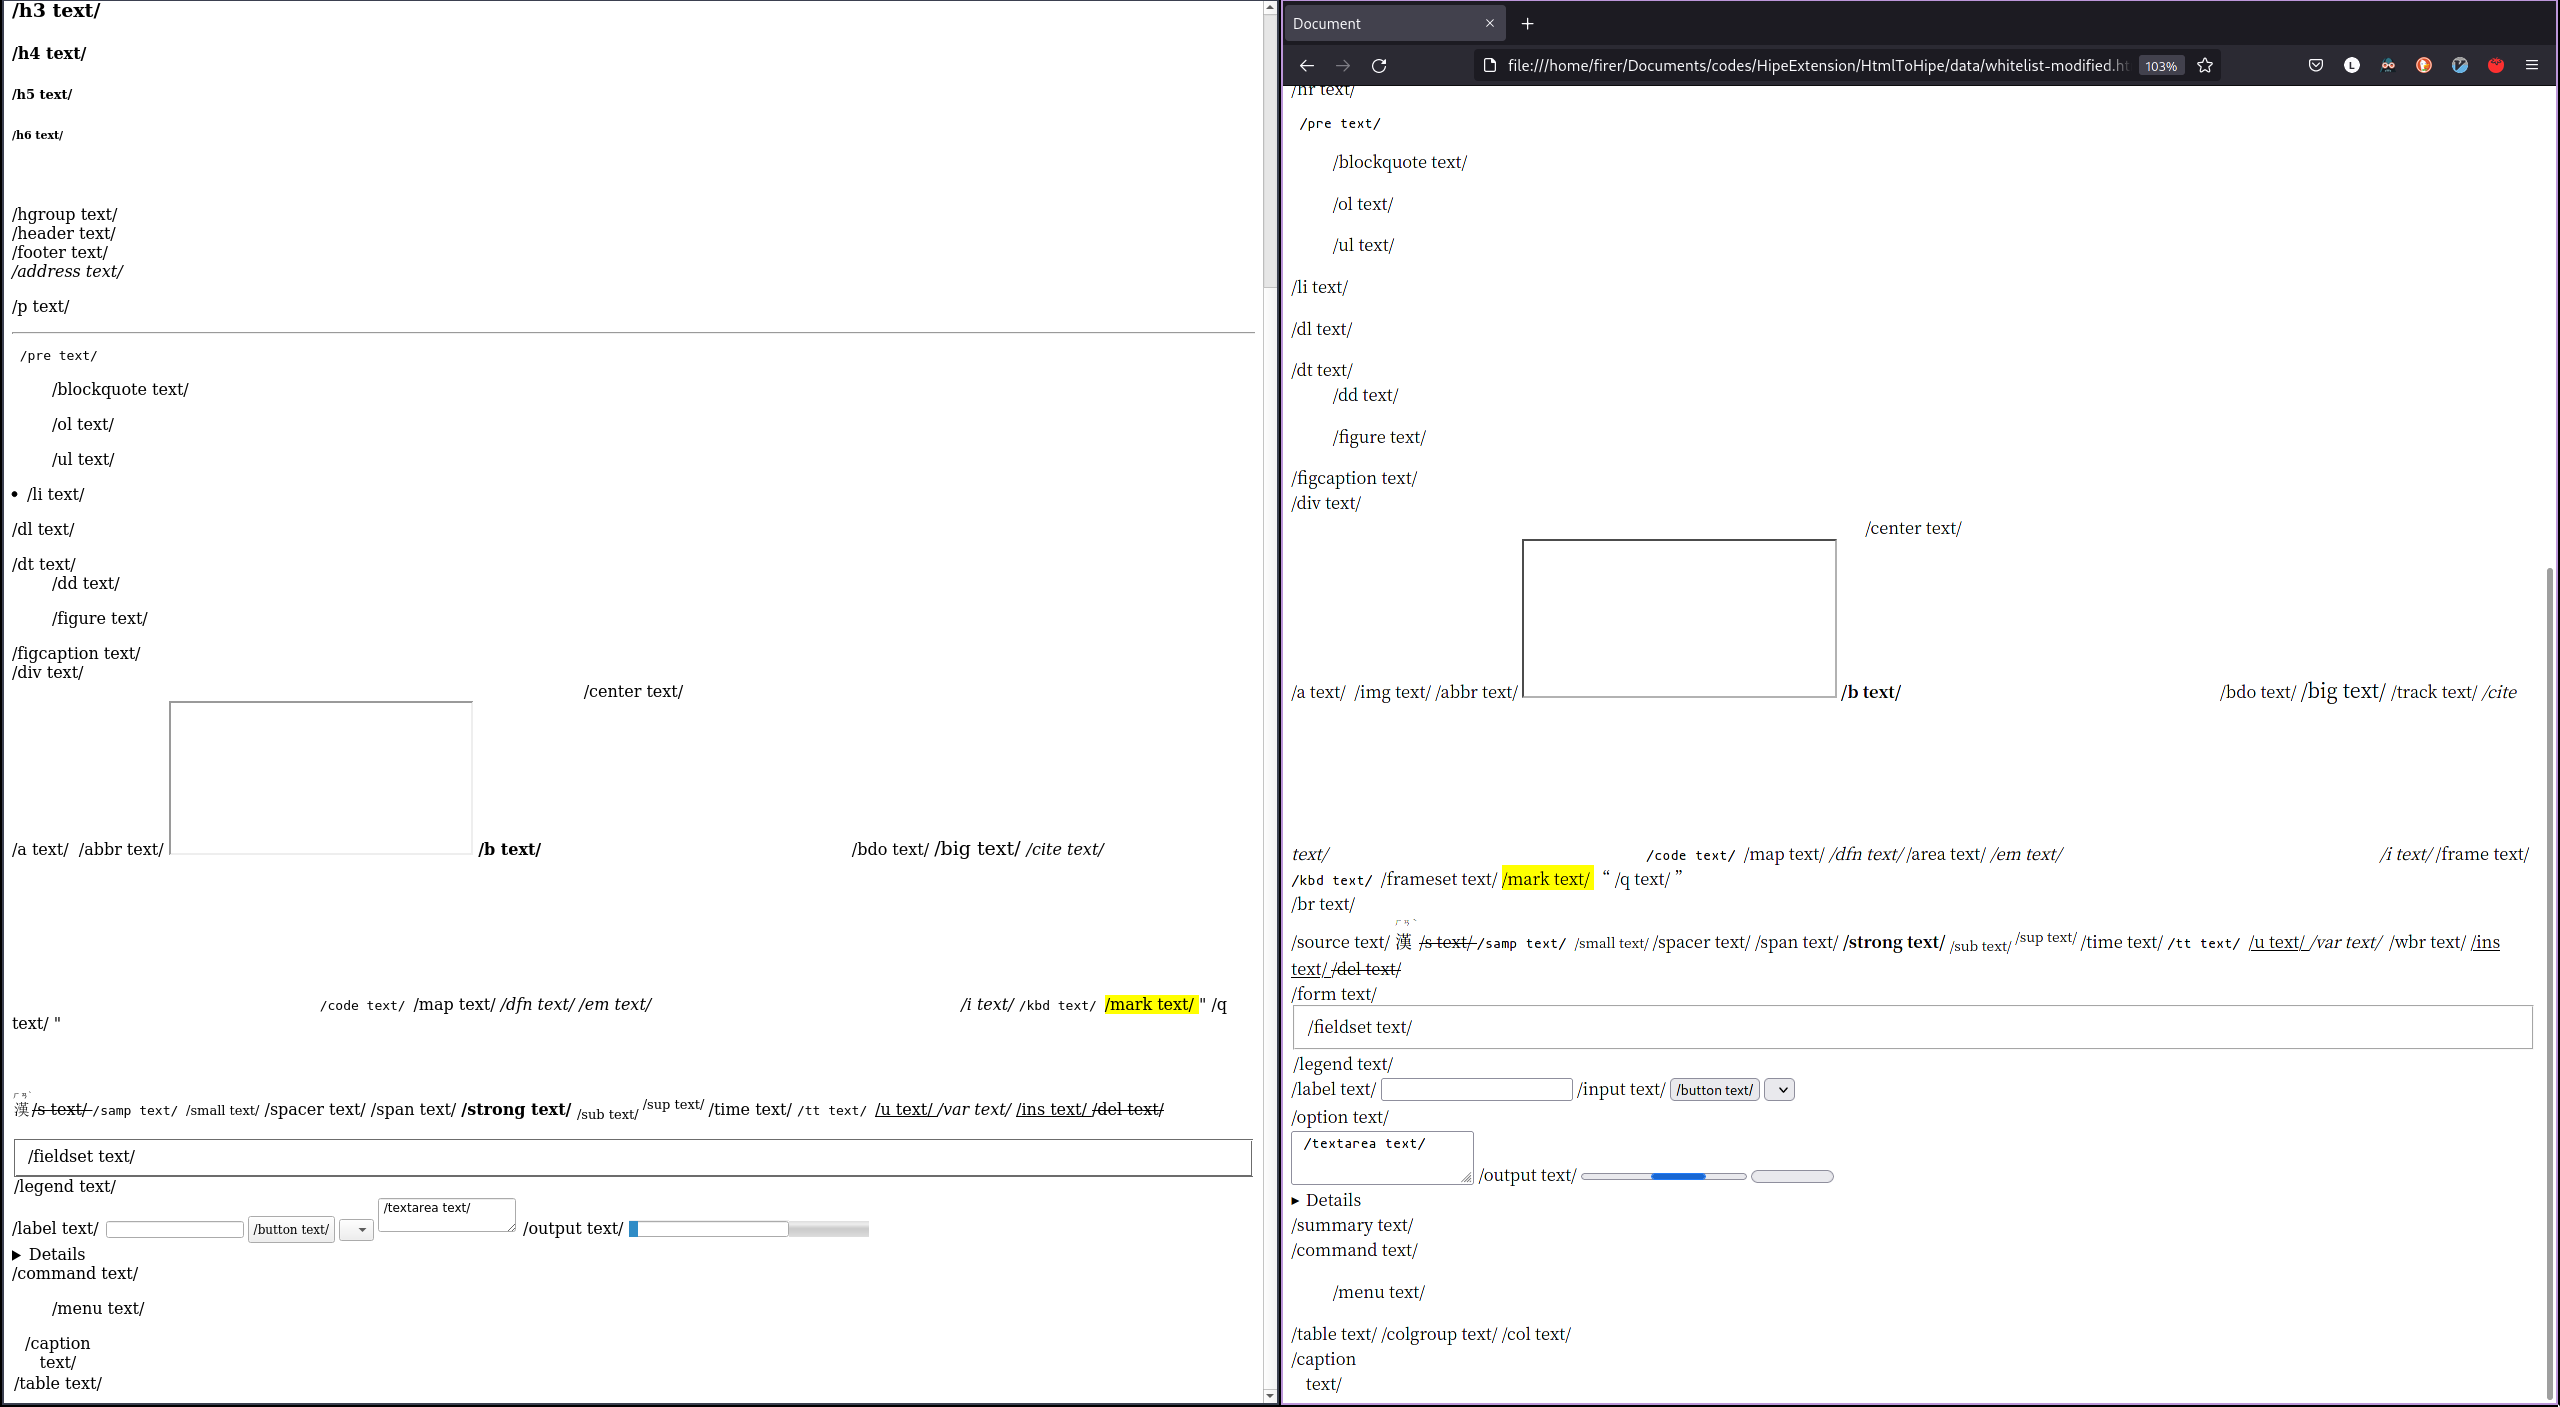 /h3 text/
/h4 text/
/h5 text/
/h6 text/
/hgroup text/
/header text/
/footer text/
/address text/
/p text/
/pre text/
/blockquote text/
/ol text/
/ul text/
• /li text/
/dl text/
/dt text/
/dd text/
/figure text/
/figcaption text/
/div text/
/center text/
/a text/ /abbr text/ /b text/ /bdo text/ /big text/ /cite text/
/code text/ /map text/ /dfn text/ /em text/ /i text/ /kbd text/ /mark text/ " /q
text/ "
ㄏㄢˋ
漢/s text/ /samp text/ /small text/ /spacer text/ /span text/ /strong text/ /sub text/ /sup text/ /time text/ /tt text/ /u text/ /var text/ /ins text/ /del text/
/fieldset text/
/legend text/
/label text/ /button text/ /textarea text/ /output text/
▶ Details
/command text/
/menu text/
/caption
text/
/table text/
Document × +
file:///home/firer/Documents/codes/HipeExtension/HtmlToHipe/data/whitelist-modified.ht 103% L
/hr text/
/pre text/
/blockquote text/
/ol text/
/ul text/
/li text/
/dl text/
/dt text/
/dd text/
/figure text/
/figcaption text/
/div text/
/center text/
/a text/ /img text/ /abbr text/ /b text/ /bdo text/ /big text/ /track text/ /cite
text/ /code text/ /map text/ /dfn text/ /area text/ /em text/ /i text/ /frame text/
/kbd text/ /frameset text/ /mark text/ “ /q text/ ”
/br text/
ㄏㄢˋ
/source text/ 漢 /s text/ /samp text/ /small text/ /spacer text/ /span text/ /strong text/ /sub text/ /sup text/ /time text/ /tt text/ /u text/ /var text/ /wbr text/ /ins
text/ /del text/
/form text/
/fieldset text/
/legend text/
/label text/ /input text/ /button text/
/option text/
/textarea text/ /output text/
▸ Details
/summary text/
/command text/
/menu text/
/table text/ /colgroup text/ /col text/
/caption
text/